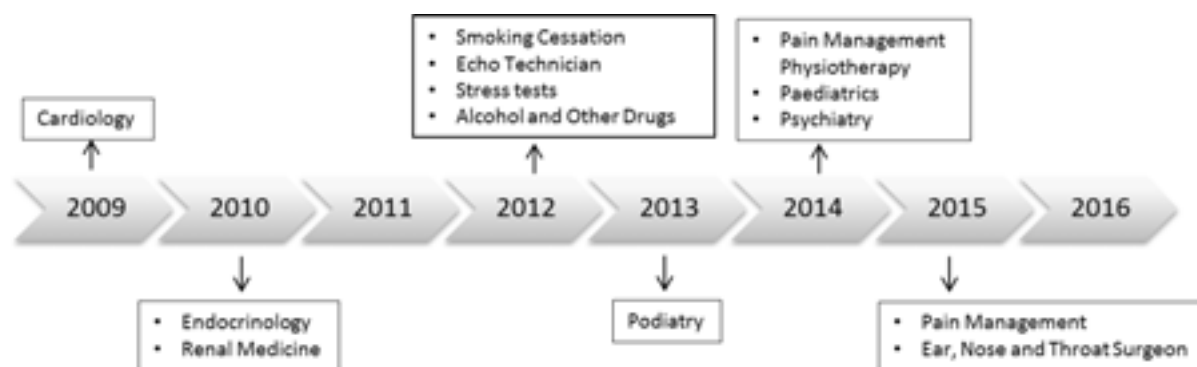 • Smoking Cessation
• Echo Technician
• Stress tests
• Alcohol and Other Drugs
• Pain Management
Physiotherapy
• Paediatrics
• Psychiatry
Cardiology
2009 2010 2011 2012 2013 2014 2015 2016
• Endocrinology
• Renal Medicine
Podiatry
• Pain Management
• Ear, Nose and Throat Surgeon